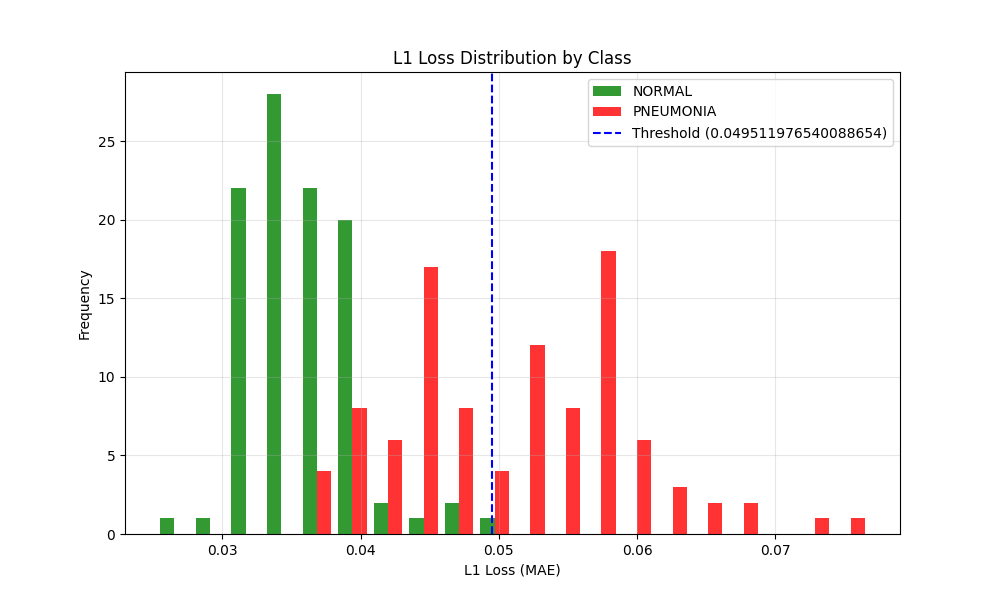 L1 Loss Distribution by Class
NORMAL
PNEUMONIA
Threshold (0.049511976540088654)
Frequency
25
20
15
10
5
0
0.03 0.04 0.05 0.06 0.07
L1 Loss (MAE)